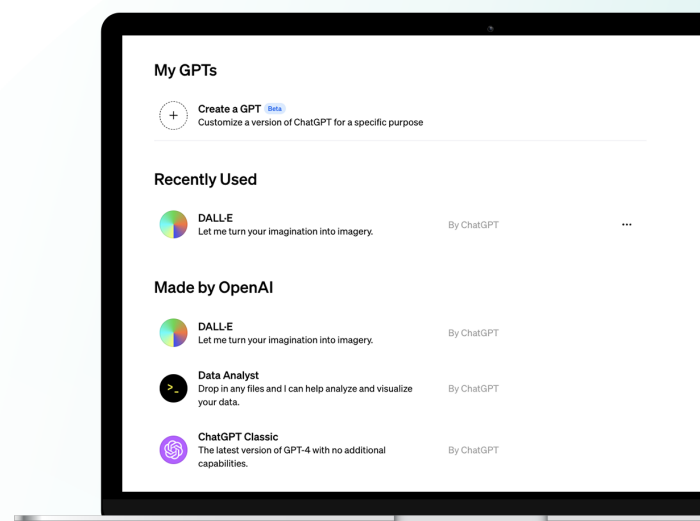 My GPTs
Create a GPT Beta
Customize a version of ChatGPT for a specific purpose
Recently Used
DALL·E
Let me turn your imagination into imagery.
By ChatGPT
Made by OpenAI
DALL·E
Let me turn your imagination into imagery.
By ChatGPT
Data Analyst
Drop in any files and I can help analyze and visualize
your data.
By ChatGPT
ChatGPT Classic
The latest version of GPT-4 with no additional
capabilities.
By ChatGPT